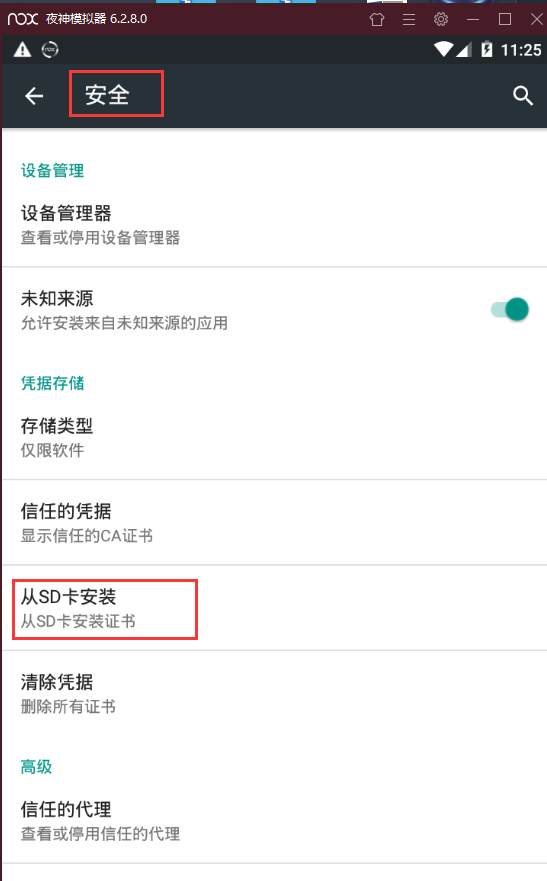 nox 夜神模拟器 6.2.8.0
11:25
安全
设备管理
设备管理器
查看或停用设备管理器
未知来源
允许安装来自未知来源的应用
凭据存储
存储类型
仅限软件
信任的凭据
显示信任的CA证书
从SD卡安装
从SD卡安装证书
清除凭据
删除所有证书
高级
信任的代理
查看或停用信任的代理